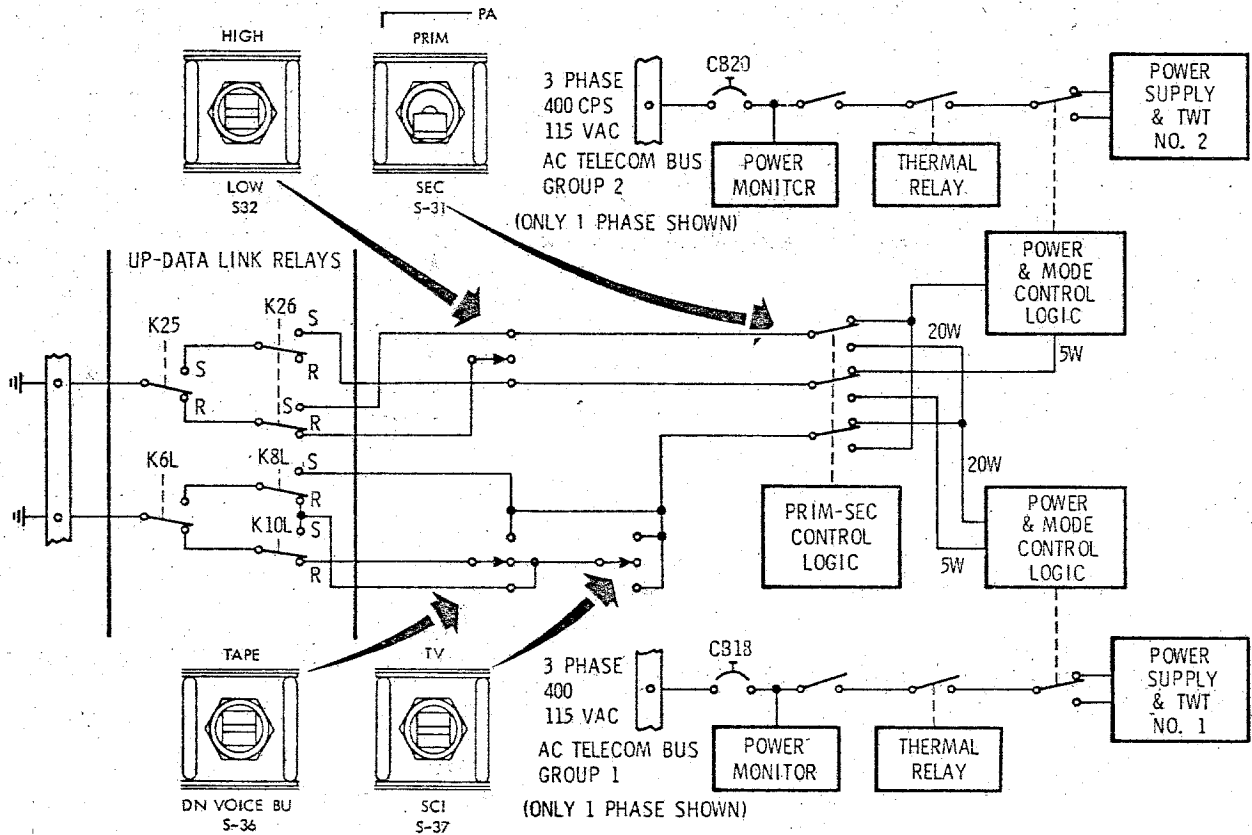 PA
HIGH
PRIM
LOW
S32
SEC
S-31
3 PHASE
400 CPS
115 VAC
AC TELECOM BUS
GROUP 2
(ONLY 1 PHASE SHOWN)
CB20
POWER
MONITOR
THERMAL
RELAY
POWER
SUPPLY
& TWT
NO. 2
UP-DATA LINK RELAYS
K25
K26
S
R
S
R
S
R
K6L
K8L
S
R
K10L
S
R
20W
5W
POWER
& MODE
CONTROL
LOGIC
PRIM-SEC
CONTROL
LOGIC
20W
5W
POWER
& MODE
CONTROL
LOGIC
TAPE
DN VOICE BU
S-36
TV
SCI
S-37
3 PHASE
400
115 VAC
AC TELECOM BUS
GROUP 1
(ONLY 1 PHASE SHOWN)
CB18
POWER
MONITOR
THERMAL
RELAY
POWER
SUPPLY
& TWT
NO. 1